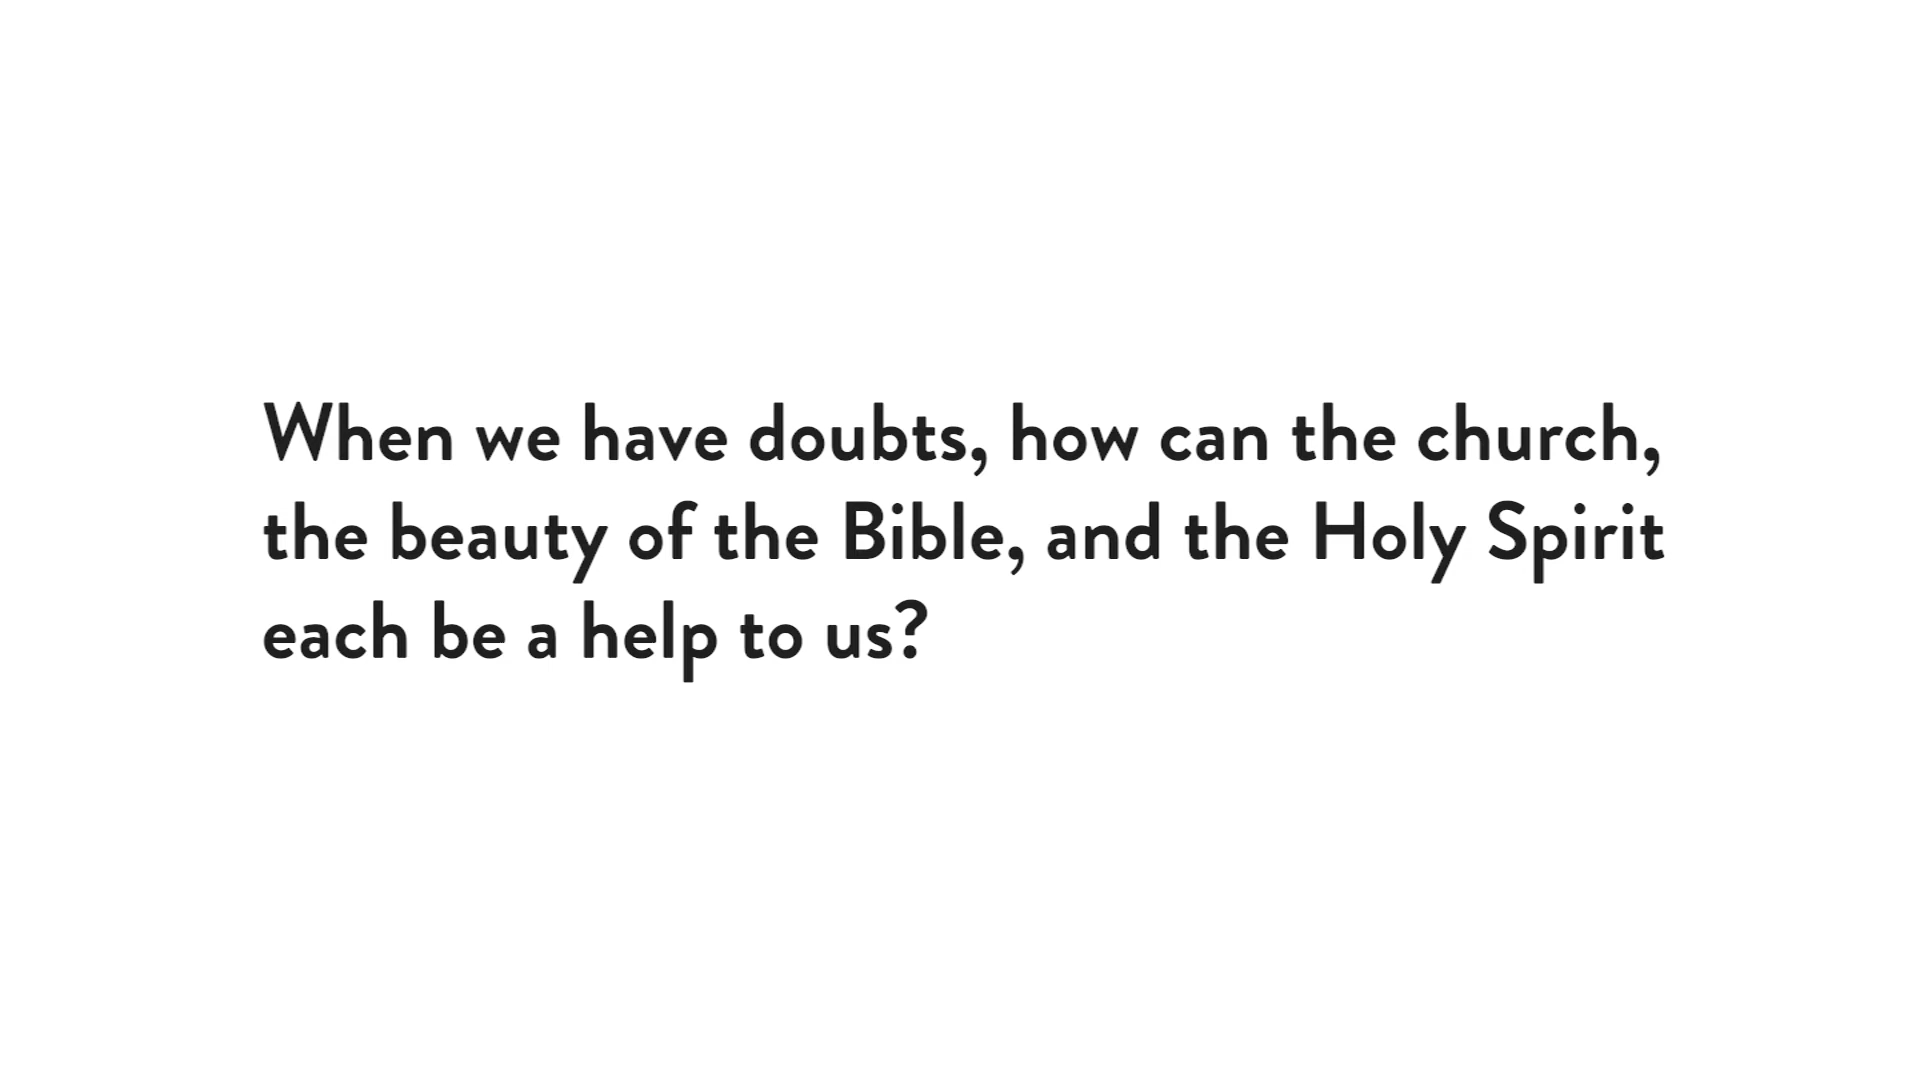 When we have doubts, how can the church,
the beauty of the Bible, and the Holy Spirit
each be a help to us?